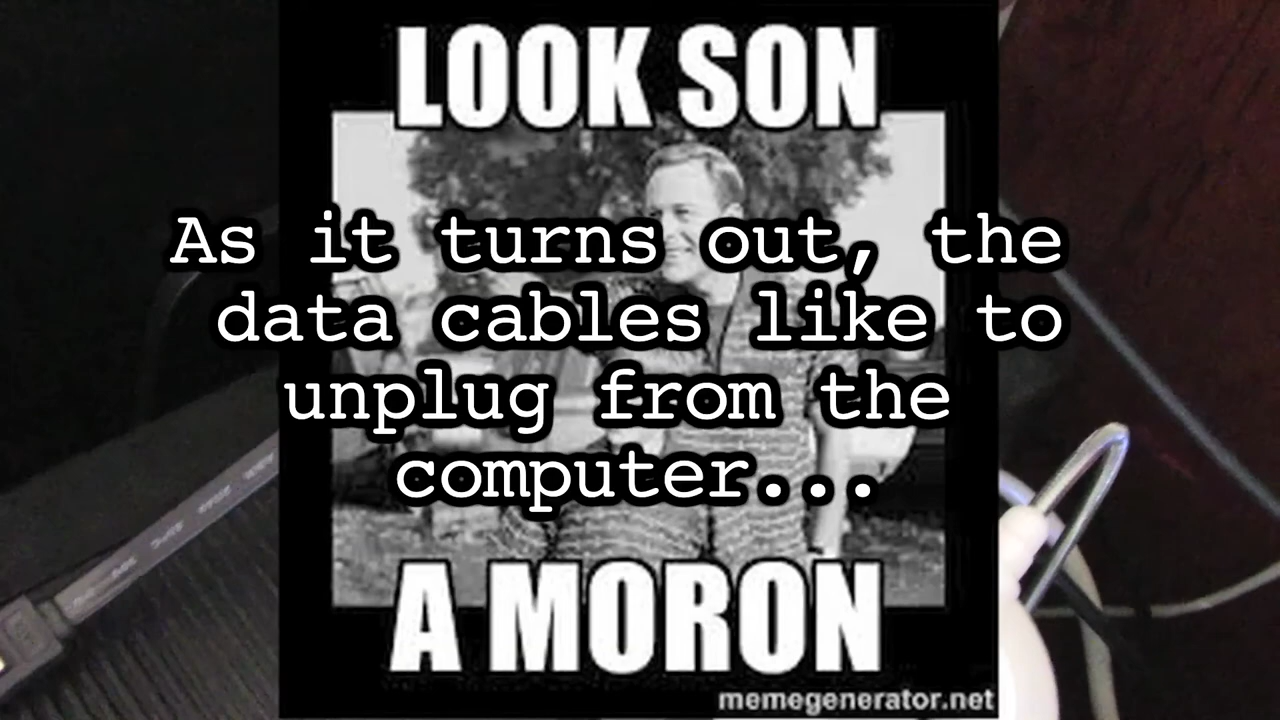 LOOK SON
As it turns out, the
data cables like to
unplug from the
computer...
A MORON
memegenerator.net